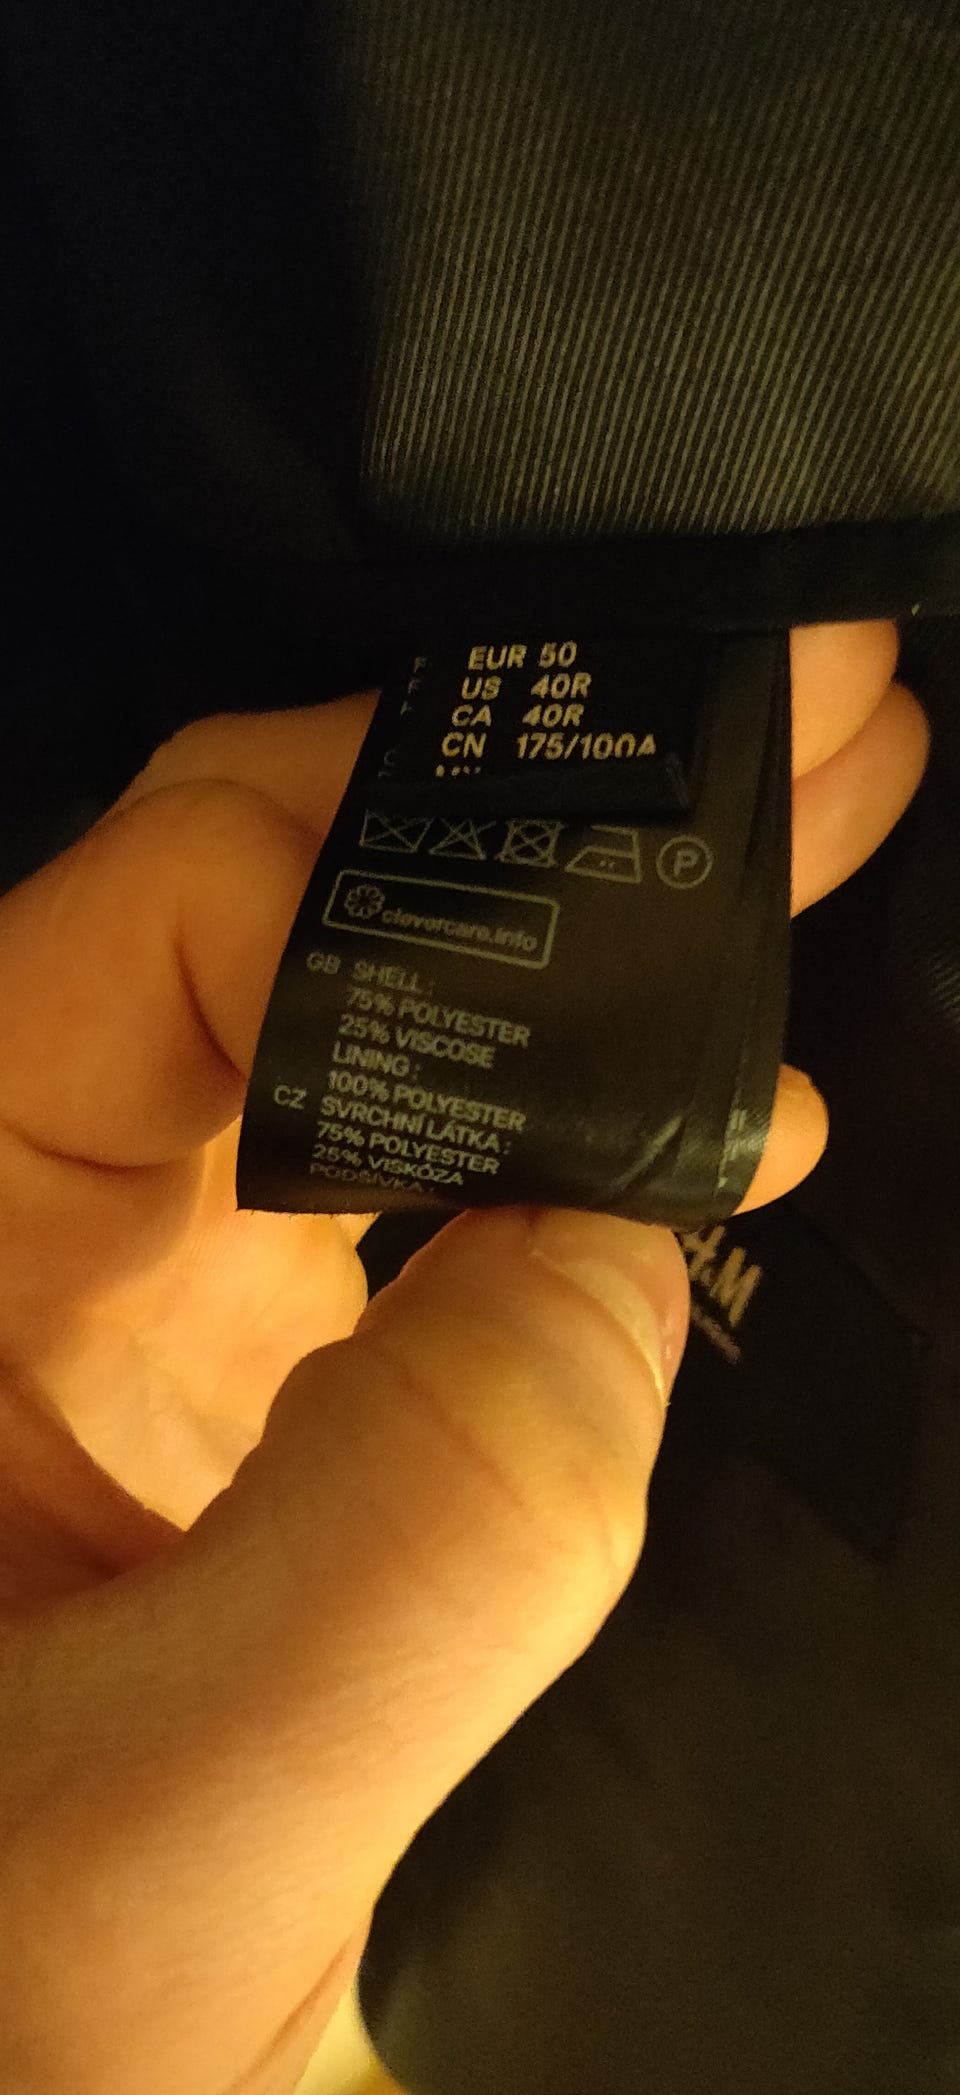 EUR 50
US 40R
CA 40R
CN 175/100A
P
clevercare.info
GB SHELL:
75% POLYESTER
25% VISCOSE
LINING:
100% POLYESTER
CZ SVRCHNÍ LÁTKA:
75% POLYESTER
25% VISKÓZA
PODŠÍVKA:
H&M